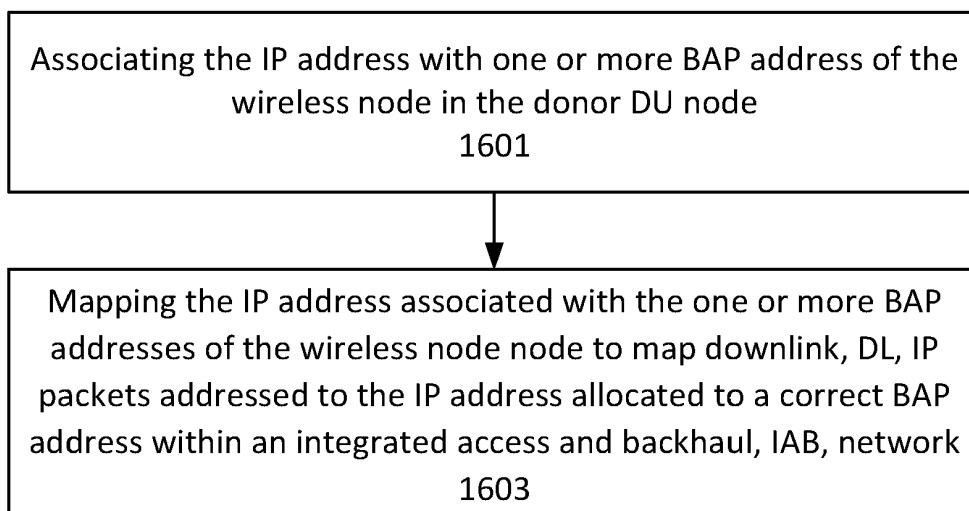 Associating the IP address with one or more BAP address of the
wireless node in the donor DU node
1601
Mapping the IP address associated with the one or more BAP
addresses of the wireless node node to map downlink, DL, IP
packets addressed to the IP address allocated to a correct BAP
address within an integrated access and backhaul, IAB, network
1603